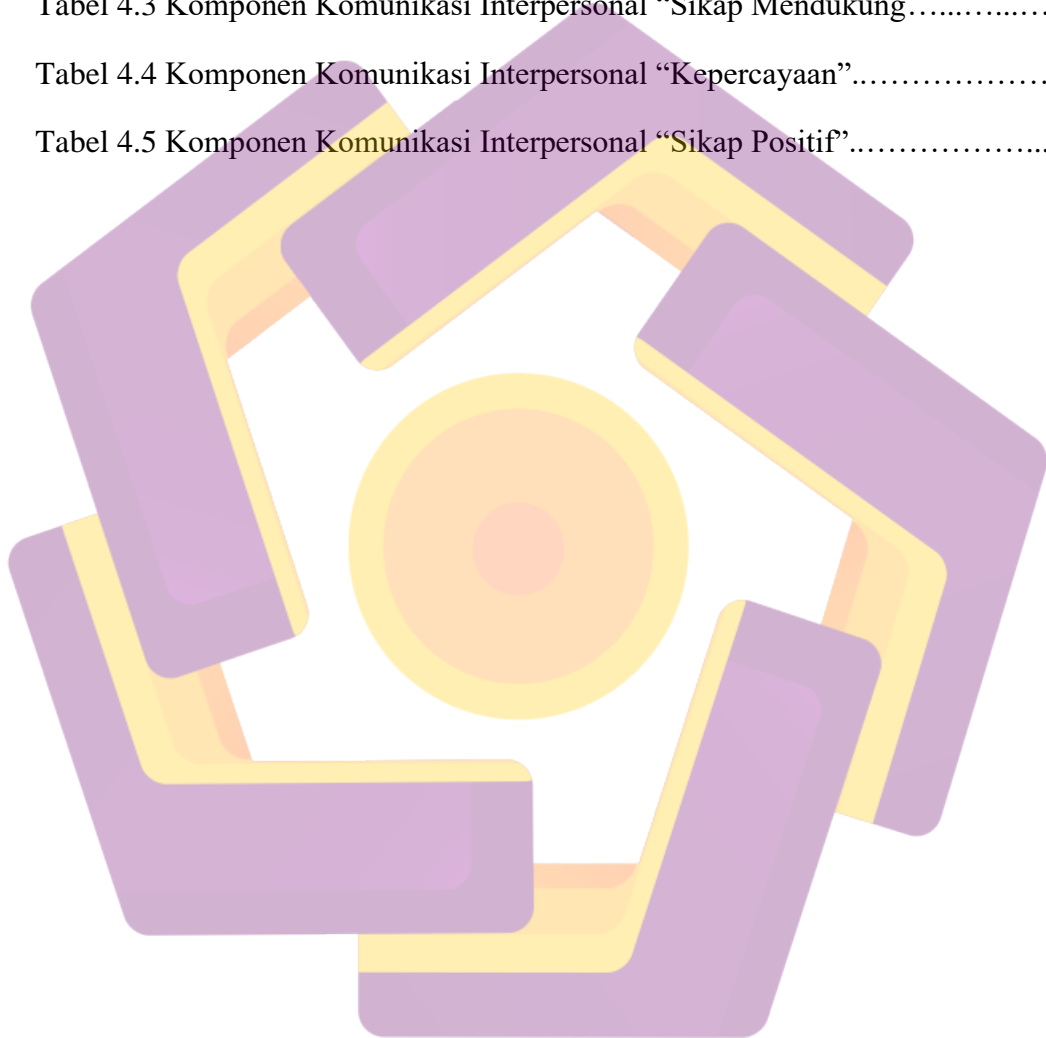 Tabel 4.3 Komponen Komunikasi Interpersonal “Sikap Mendukung…...…...…
Tabel 4.4 Komponen Komunikasi Interpersonal “Kepercayaan”..………………
Tabel 4.5 Komponen Komunikasi Interpersonal “Sikap Positif”..……………...